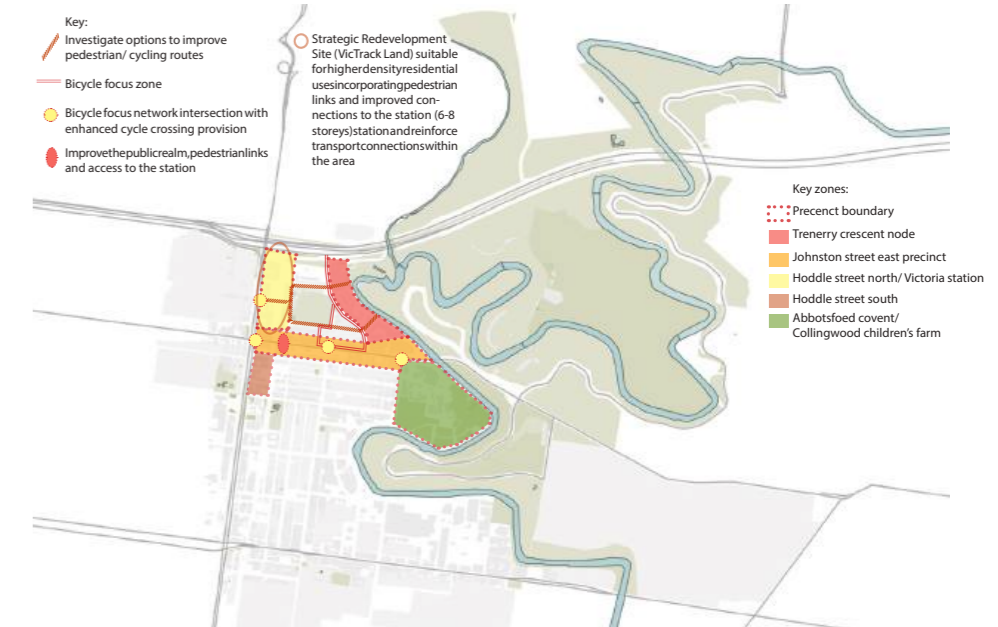 Key:
Investigate options to improve
pedestrian/ cycling routes
Bicycle focus zone
Bicycle focus network intersection with
enhanced cycle crossing provision
Improvethepublicrealm,pedestrianlinks
and access to the station
Strategic Redevelopment
Site (VicTrack Land) suitable
forhigherdensityresidential
usesincorporatingpedestrian
links and improved con-
nections to the station (6-8
storeys)stationandreinforce
transportconnectionswithin
the area
Key zones:
Precenct boundary
Trenerry crescent node
Johnston street east precinct
Hoddle street north/ Victoria station
Hoddle street south
Abbotsfoed covent/
Collingwood children's farm